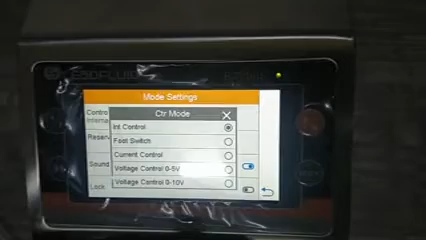 Mode Settings
Contro
Ctr Mode
Interna
Int Control
Foot Switch
Reserv
Current Control
Sound
Voltage Control 0-5V
Lock
Voltage Control 0-10V